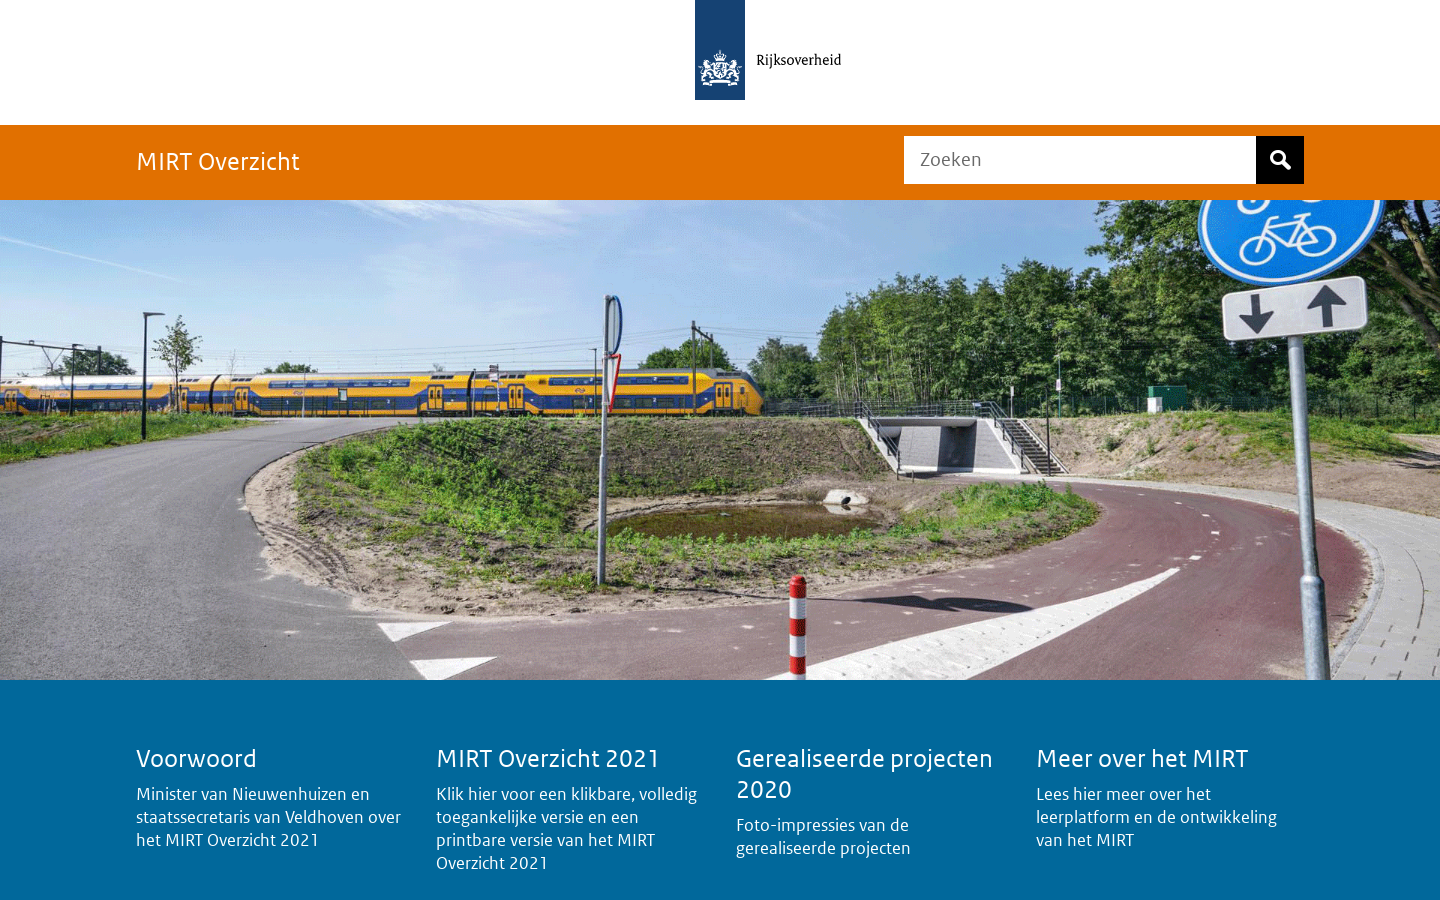 Rijksoverheid
MIRT Overzicht
Zoeken
Voorwoord
Minister van Nieuwenhuizen en
staatssecretaris van Veldhoven over
het MIRT Overzicht 2021
MIRT Overzicht 2021
Klik hier voor een klikbare, volledig
toegankelijke versie en een
printbare versie van het MIRT
Overzicht 2021
Gerealiseerde projecten
2020
Foto-impressies van de
gerealiseerde projecten
Meer over het MIRT
Lees hier meer over het
leerplatform en de ontwikkeling
van het MIRT